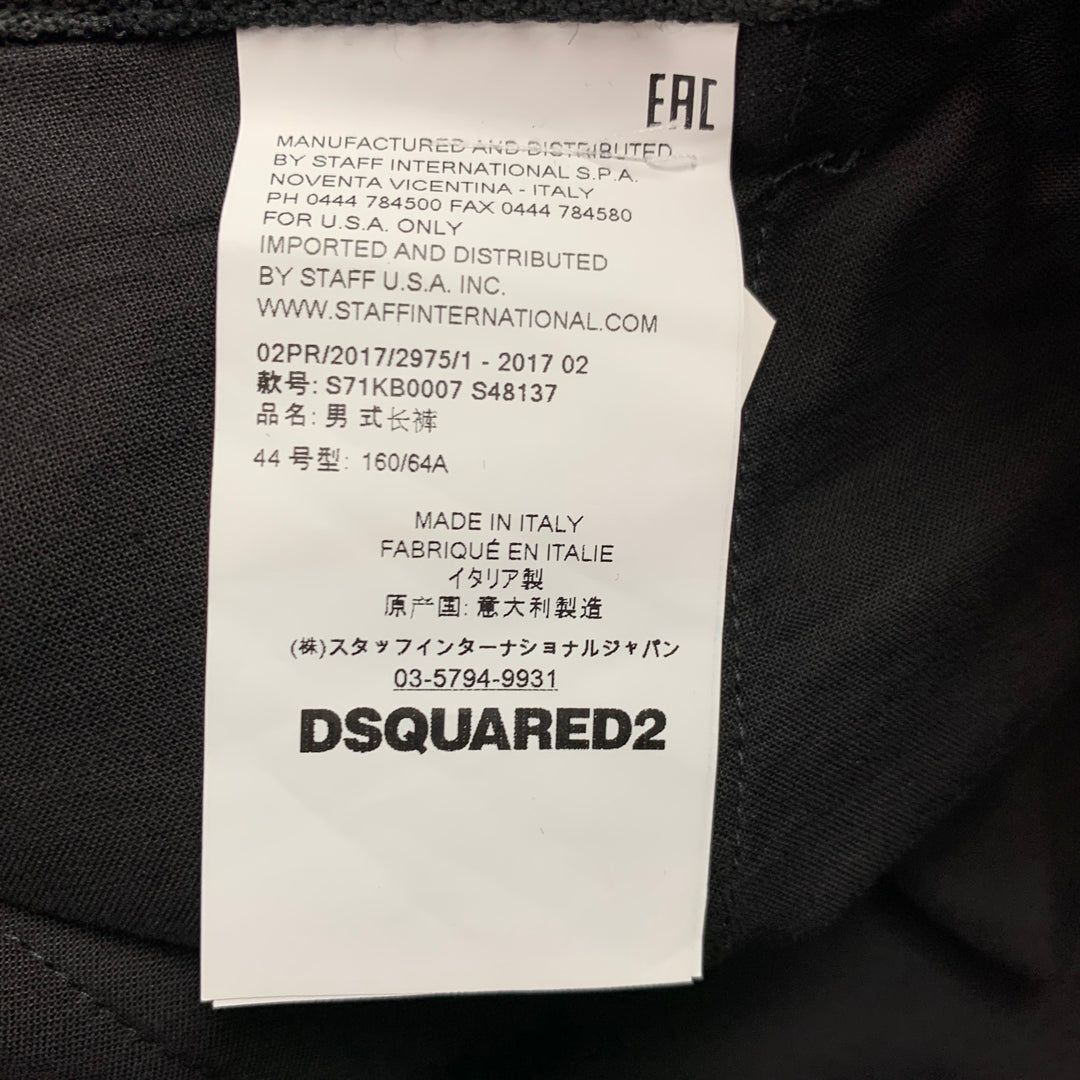 EAC
MANUFACTURED AND DISTRIBUTED
BY STAFF INTERNATIONAL S.P.A.
NOVENTA VICENTINA - ITALY
PH 0444 784500 FAX 0444 784580
FOR U.S.A. ONLY
IMPORTED AND DISTRIBUTED
BY STAFF U.S.A. INC.
WWW.STAFFINTERNATIONAL.COM
02PR/2017/2975/1 - 2017 02
款号: S71KB0007 S48137
品名: 男 式长裤
44 号型: 160/64A
MADE IN ITALY
FABRIQUÉ EN ITALIE
イタリア製
原产国: 意大利製造
(株)スタッフインターナショナルジャパン
03-5794-9931
DSQUARED2